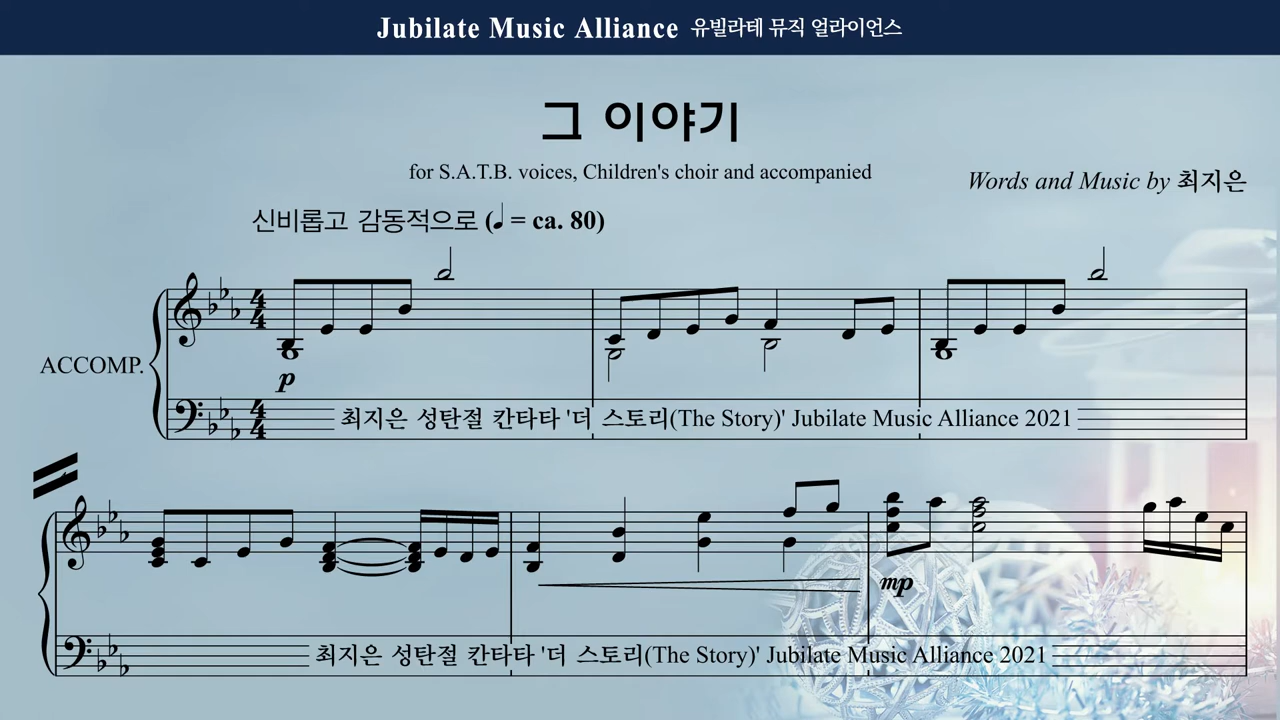 Jubilate Music Alliance 유빌라테 뮤직 얼라이언스
그 이야기
for S.A.T.B. voices, Children's choir and accompanied
Words and Music by 최지은
신비롭고 감동적으로 (♩ = ca. 80)
ACCOMP.
p
최지은 성탄절 칸타타 '더 스토리(The Story)' Jubilate Music Alliance 2021
mp
최지은 성탄절 칸타타 '더 스토리(The Story)' Jubilate Music Alliance 2021